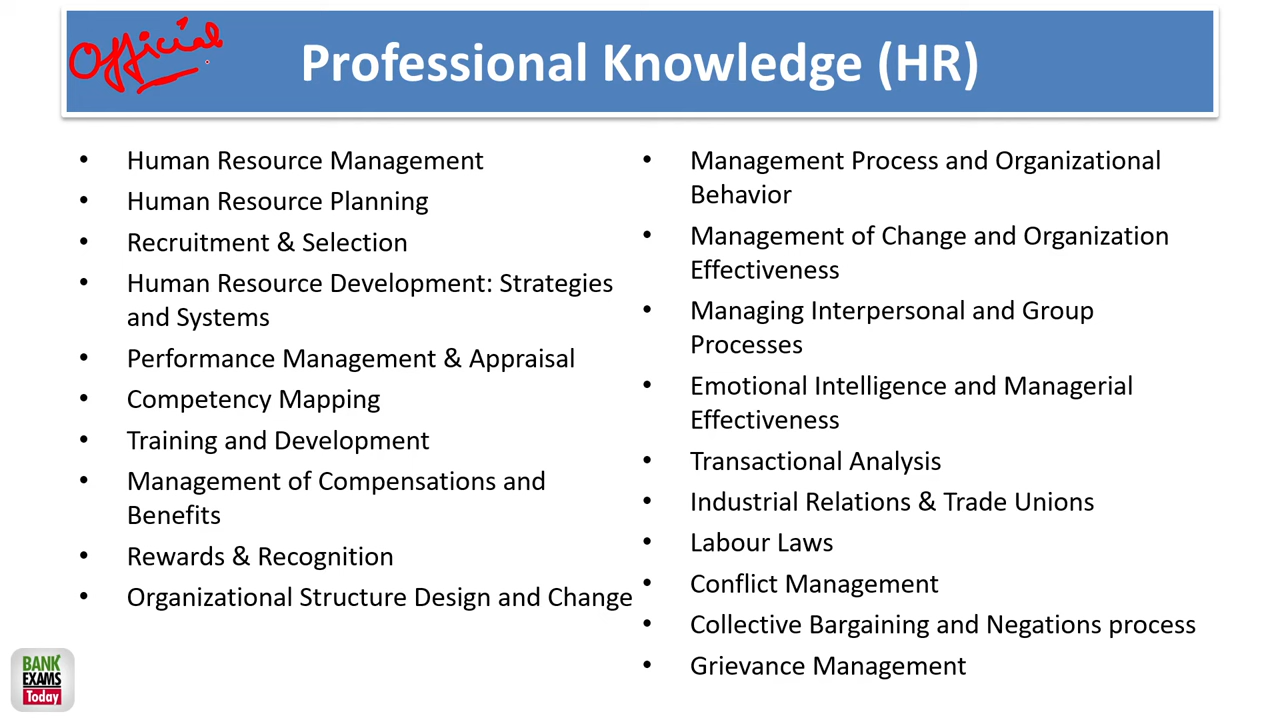 Official
Professional Knowledge (HR)
• Human Resource Management
• Human Resource Planning
• Recruitment & Selection
• Human Resource Development: Strategies
and Systems
• Performance Management & Appraisal
• Competency Mapping
• Training and Development
• Management of Compensations and
Benefits
• Rewards & Recognition
• Organizational Structure Design and Change
• Management Process and Organizational
Behavior
• Management of Change and Organization
Effectiveness
• Managing Interpersonal and Group
Processes
• Emotional Intelligence and Managerial
Effectiveness
• Transactional Analysis
• Industrial Relations & Trade Unions
• Labour Laws
• Conflict Management
• Collective Bargaining and Negations process
• Grievance Management
BANK
EXAMS
Today